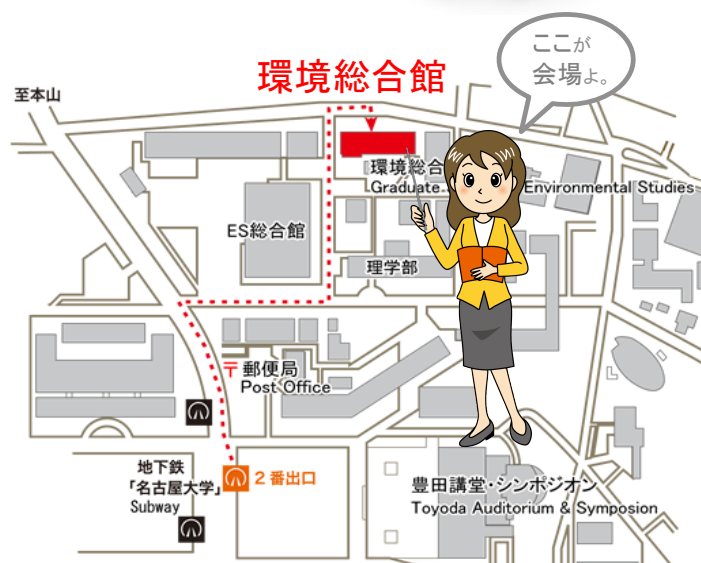 ここが
会場よ。
環境総合館
至本山
環境総合
Graduate
Environmental Studies
ES総合館
理学部
〒郵便局
Post Office
地下鉄
「名古屋大学」
Subway
2番出口
豊田講堂・シンポジオン
Toyoda Auditorium & Symposion